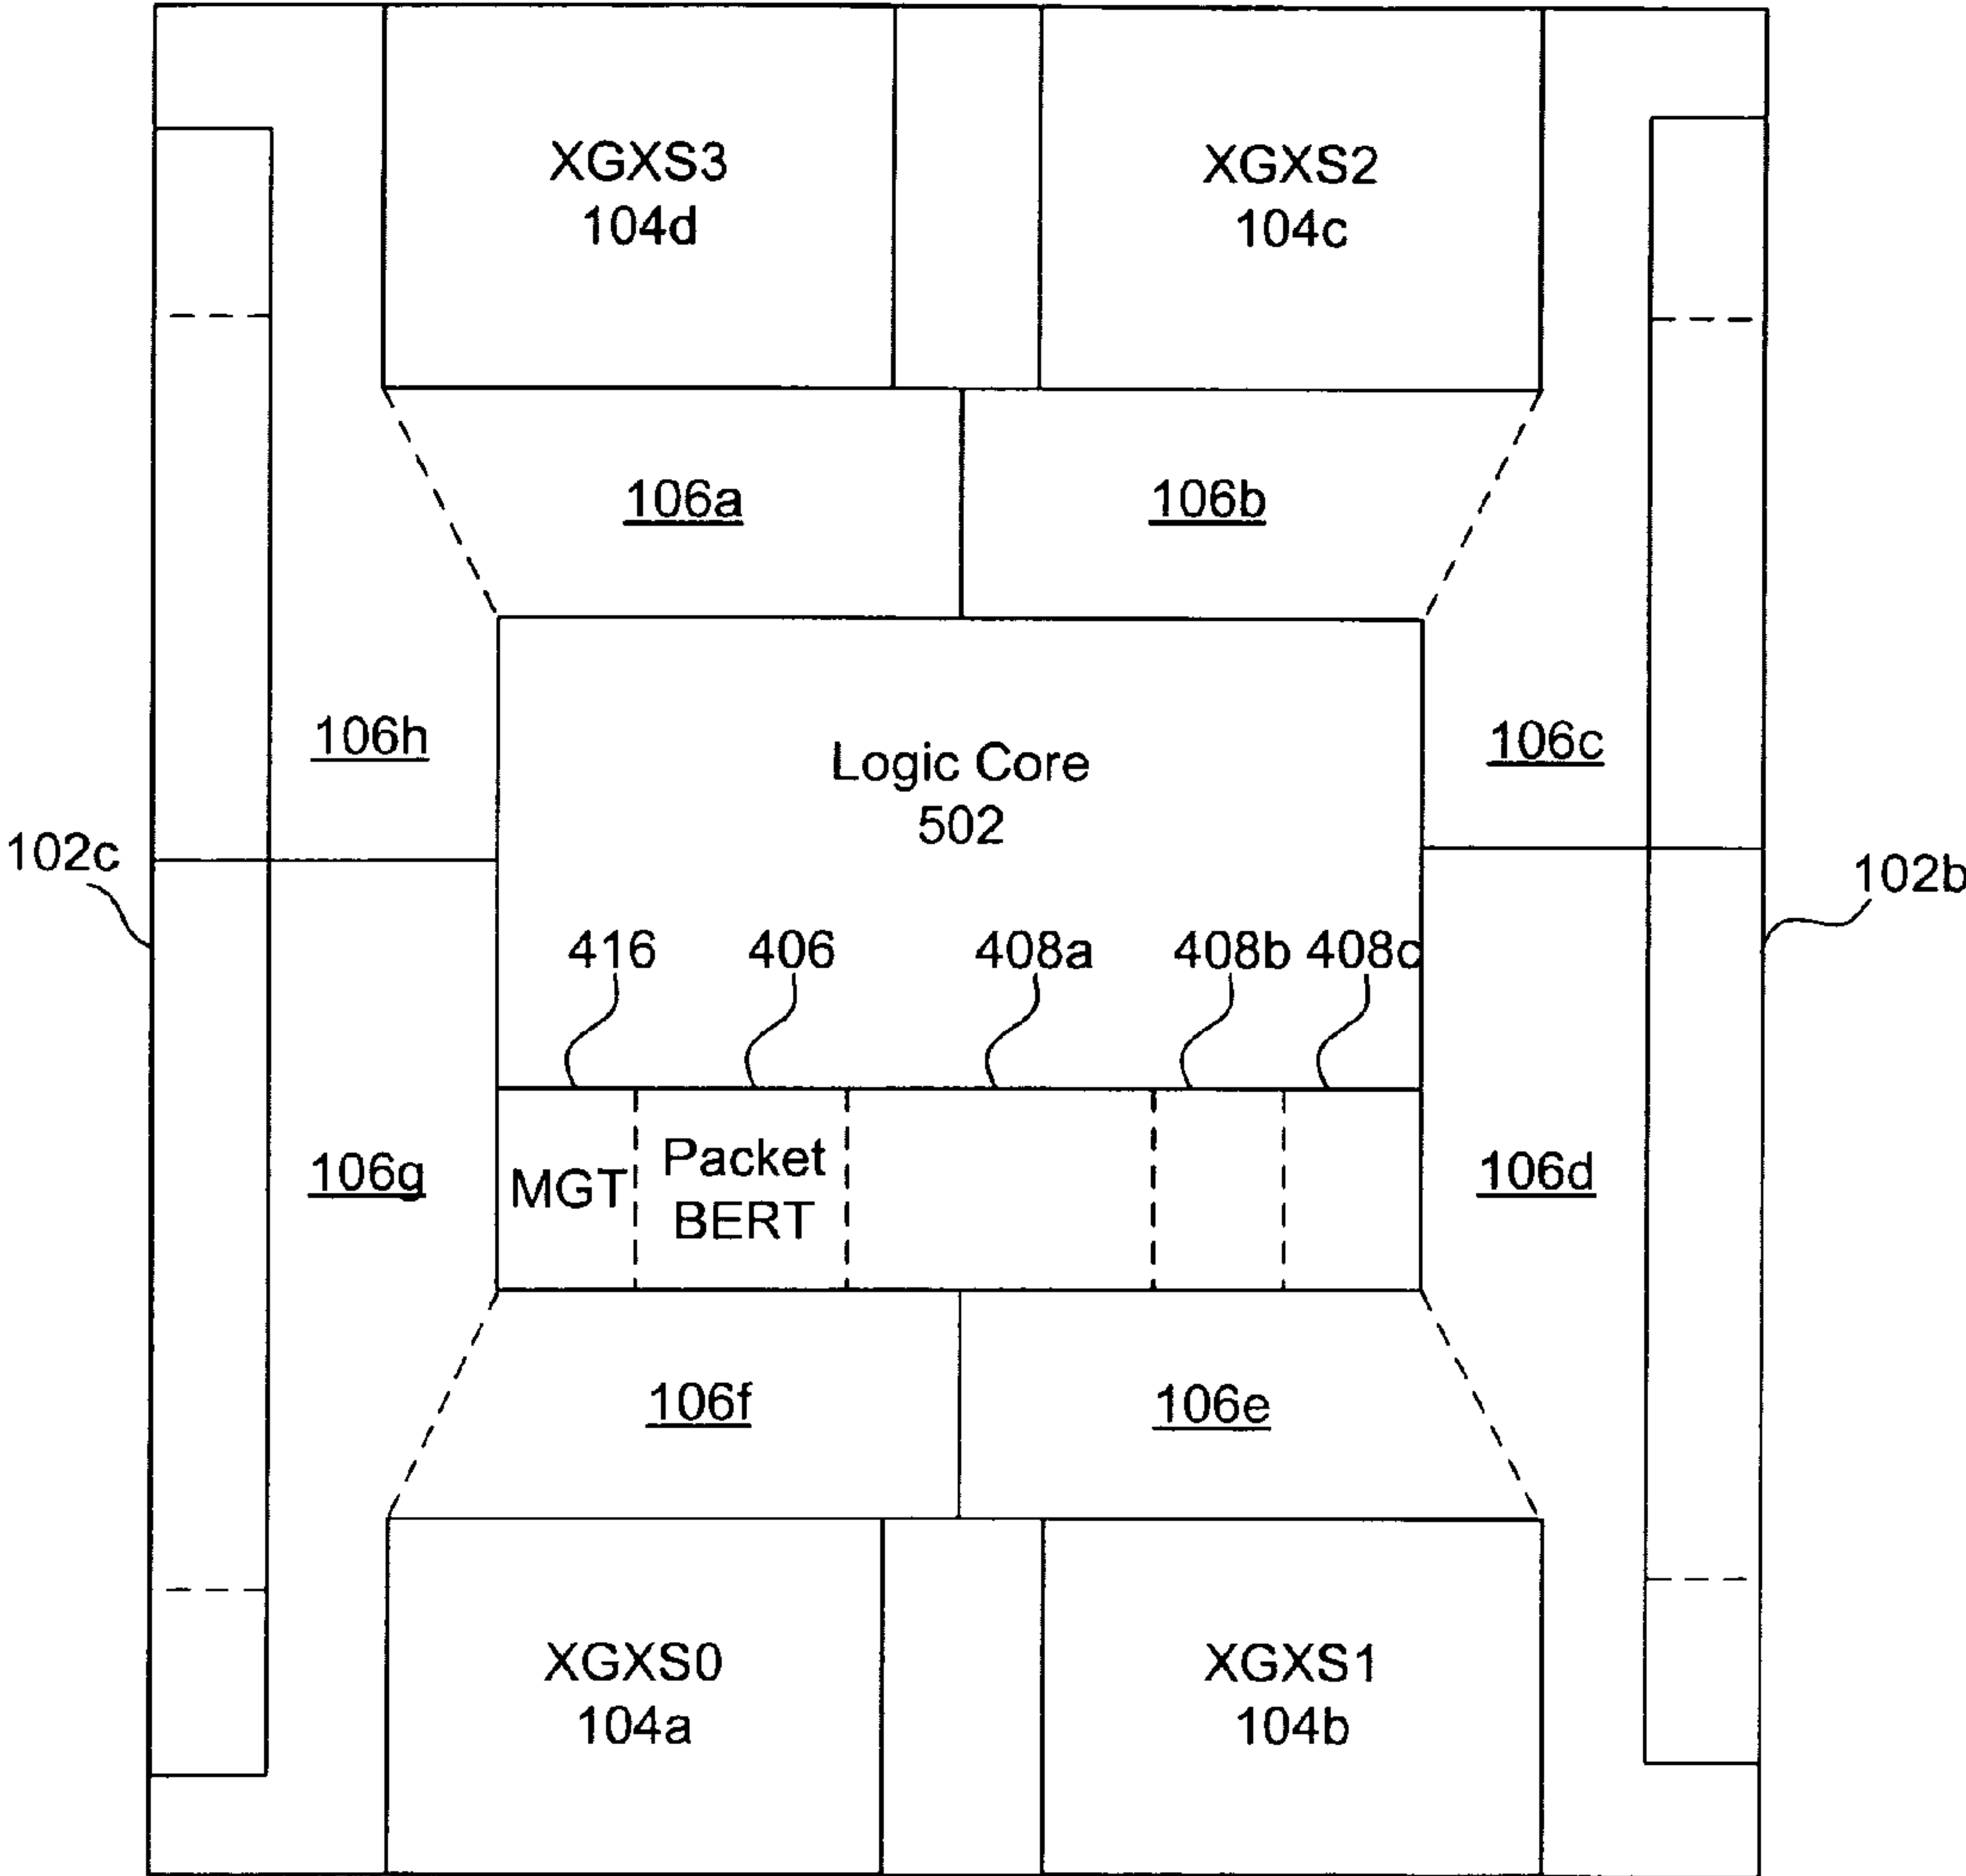 XGXS3
104d
XGXS2
104c
106a
106b
106h
106c
Logic Core
502
102c
102b
416
406
408a
408b
408c
106g
MGT
Packet
BERT
106d
106f
106e
XGXS0
104a
XGXS1
104b